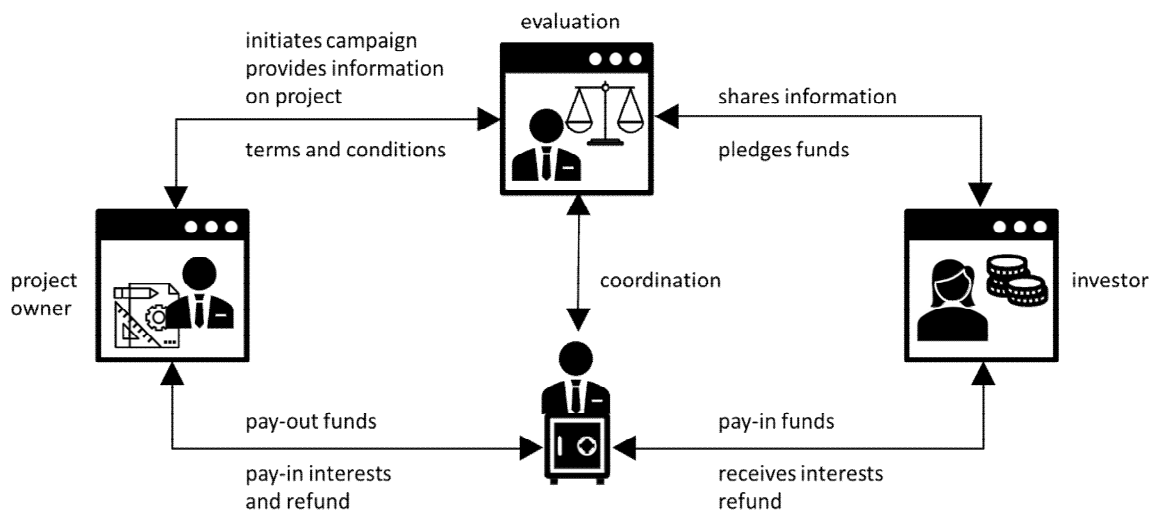 evaluation
initiates campaign
provides information
on project
terms and conditions
shares information
pledges funds
project
owner
coordination
investor
pay-out funds
pay-in interests
and refund
pay-in funds
receives interests
refund